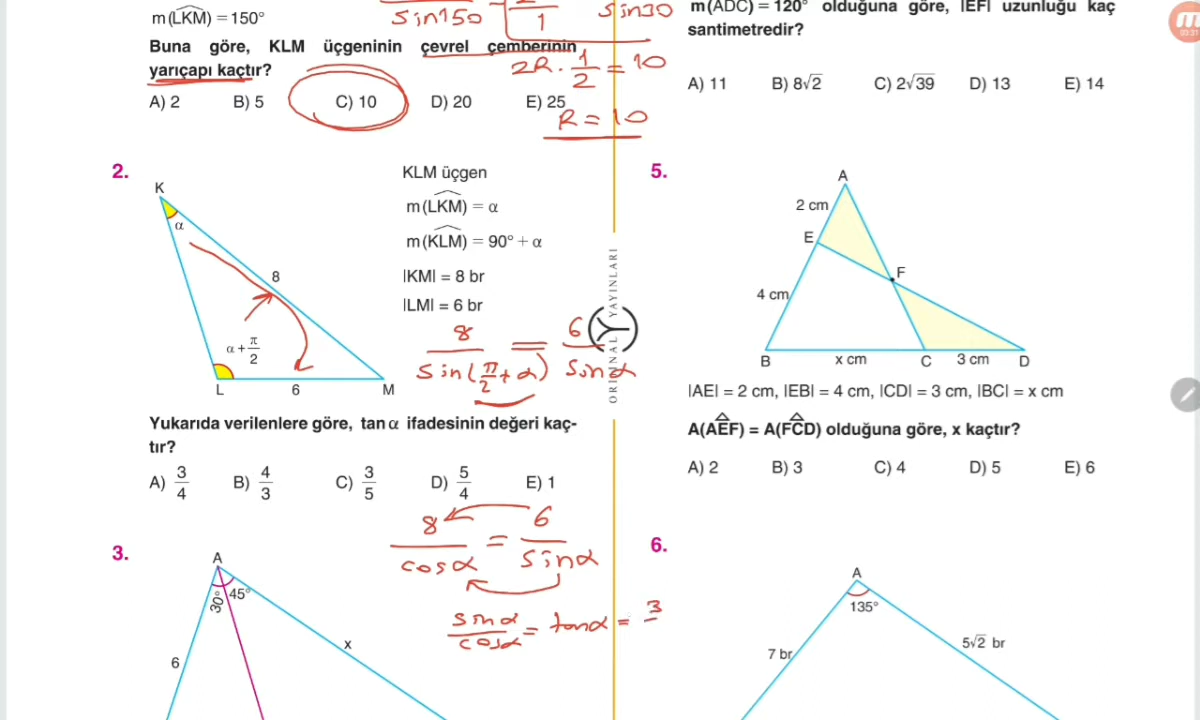 m(LKM) = 150°
Buna göre, KLM üçgeninin çevrel çemberinin
yarıçapı kaçtır?
A) 2 B) 5 C) 10 D) 20 E) 25
sin150
1
sin30
2R · 1/2 = 10
R = 10
2.
K
α
8
α + π/2
L
6
M
KLM üçgen
m(LKM) = α
m(KLM) = 90° + α
|KM| = 8 br
|LM| = 6 br
8/sin(π/2 + α) = 6/sinα
Yukarıda verilenlere göre, tan α ifadesinin değeri kaç-
tır?
A) 3/4 B) 4/3 C) 3/5 D) 5/4 E) 1
8/cosα = 6/sinα
sinα/cosα = tanα = 3
3.
A
30°
45°
6
x
ORİJİNAL YAYINLARI
m(ADC) = 120° olduğuna göre, |EF| uzunluğu kaç
santimetredir?
A) 11 B) 8√2 C) 2√39 D) 13 E) 14
5.
A
2 cm
E
F
4 cm
B
x cm
C
3 cm
D
|AE| = 2 cm, |EB| = 4 cm, |CD| = 3 cm, |BC| = x cm
A(AEF) = A(FCD) olduğuna göre, x kaçtır?
A) 2 B) 3 C) 4 D) 5 E) 6
6.
A
135°
7 br
5√2 br